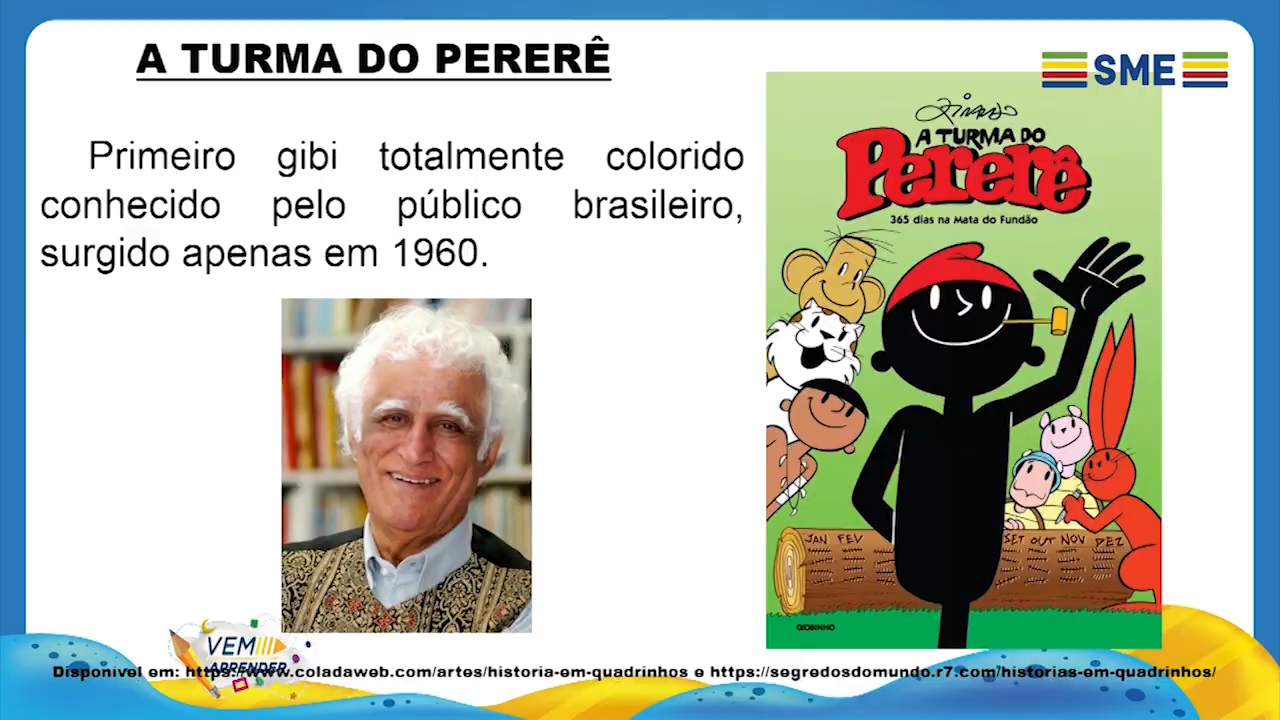 A TURMA DO PERERÊ
SME
Primeiro gibi totalmente colorido
conhecido pelo público brasileiro,
surgido apenas em 1960.
Ziraldo
A TURMA DO
Pererê
365 dias na Mata do Fundão
JAN FEV
SET OUT NOV DEZ
GLOBINHO
VEM
APRENDER
Disponivel em: https://www.coladaweb.com/artes/historia-em-quadrinhos e https://segredosdomundo.r7.com/historias-em-quadrinhos/